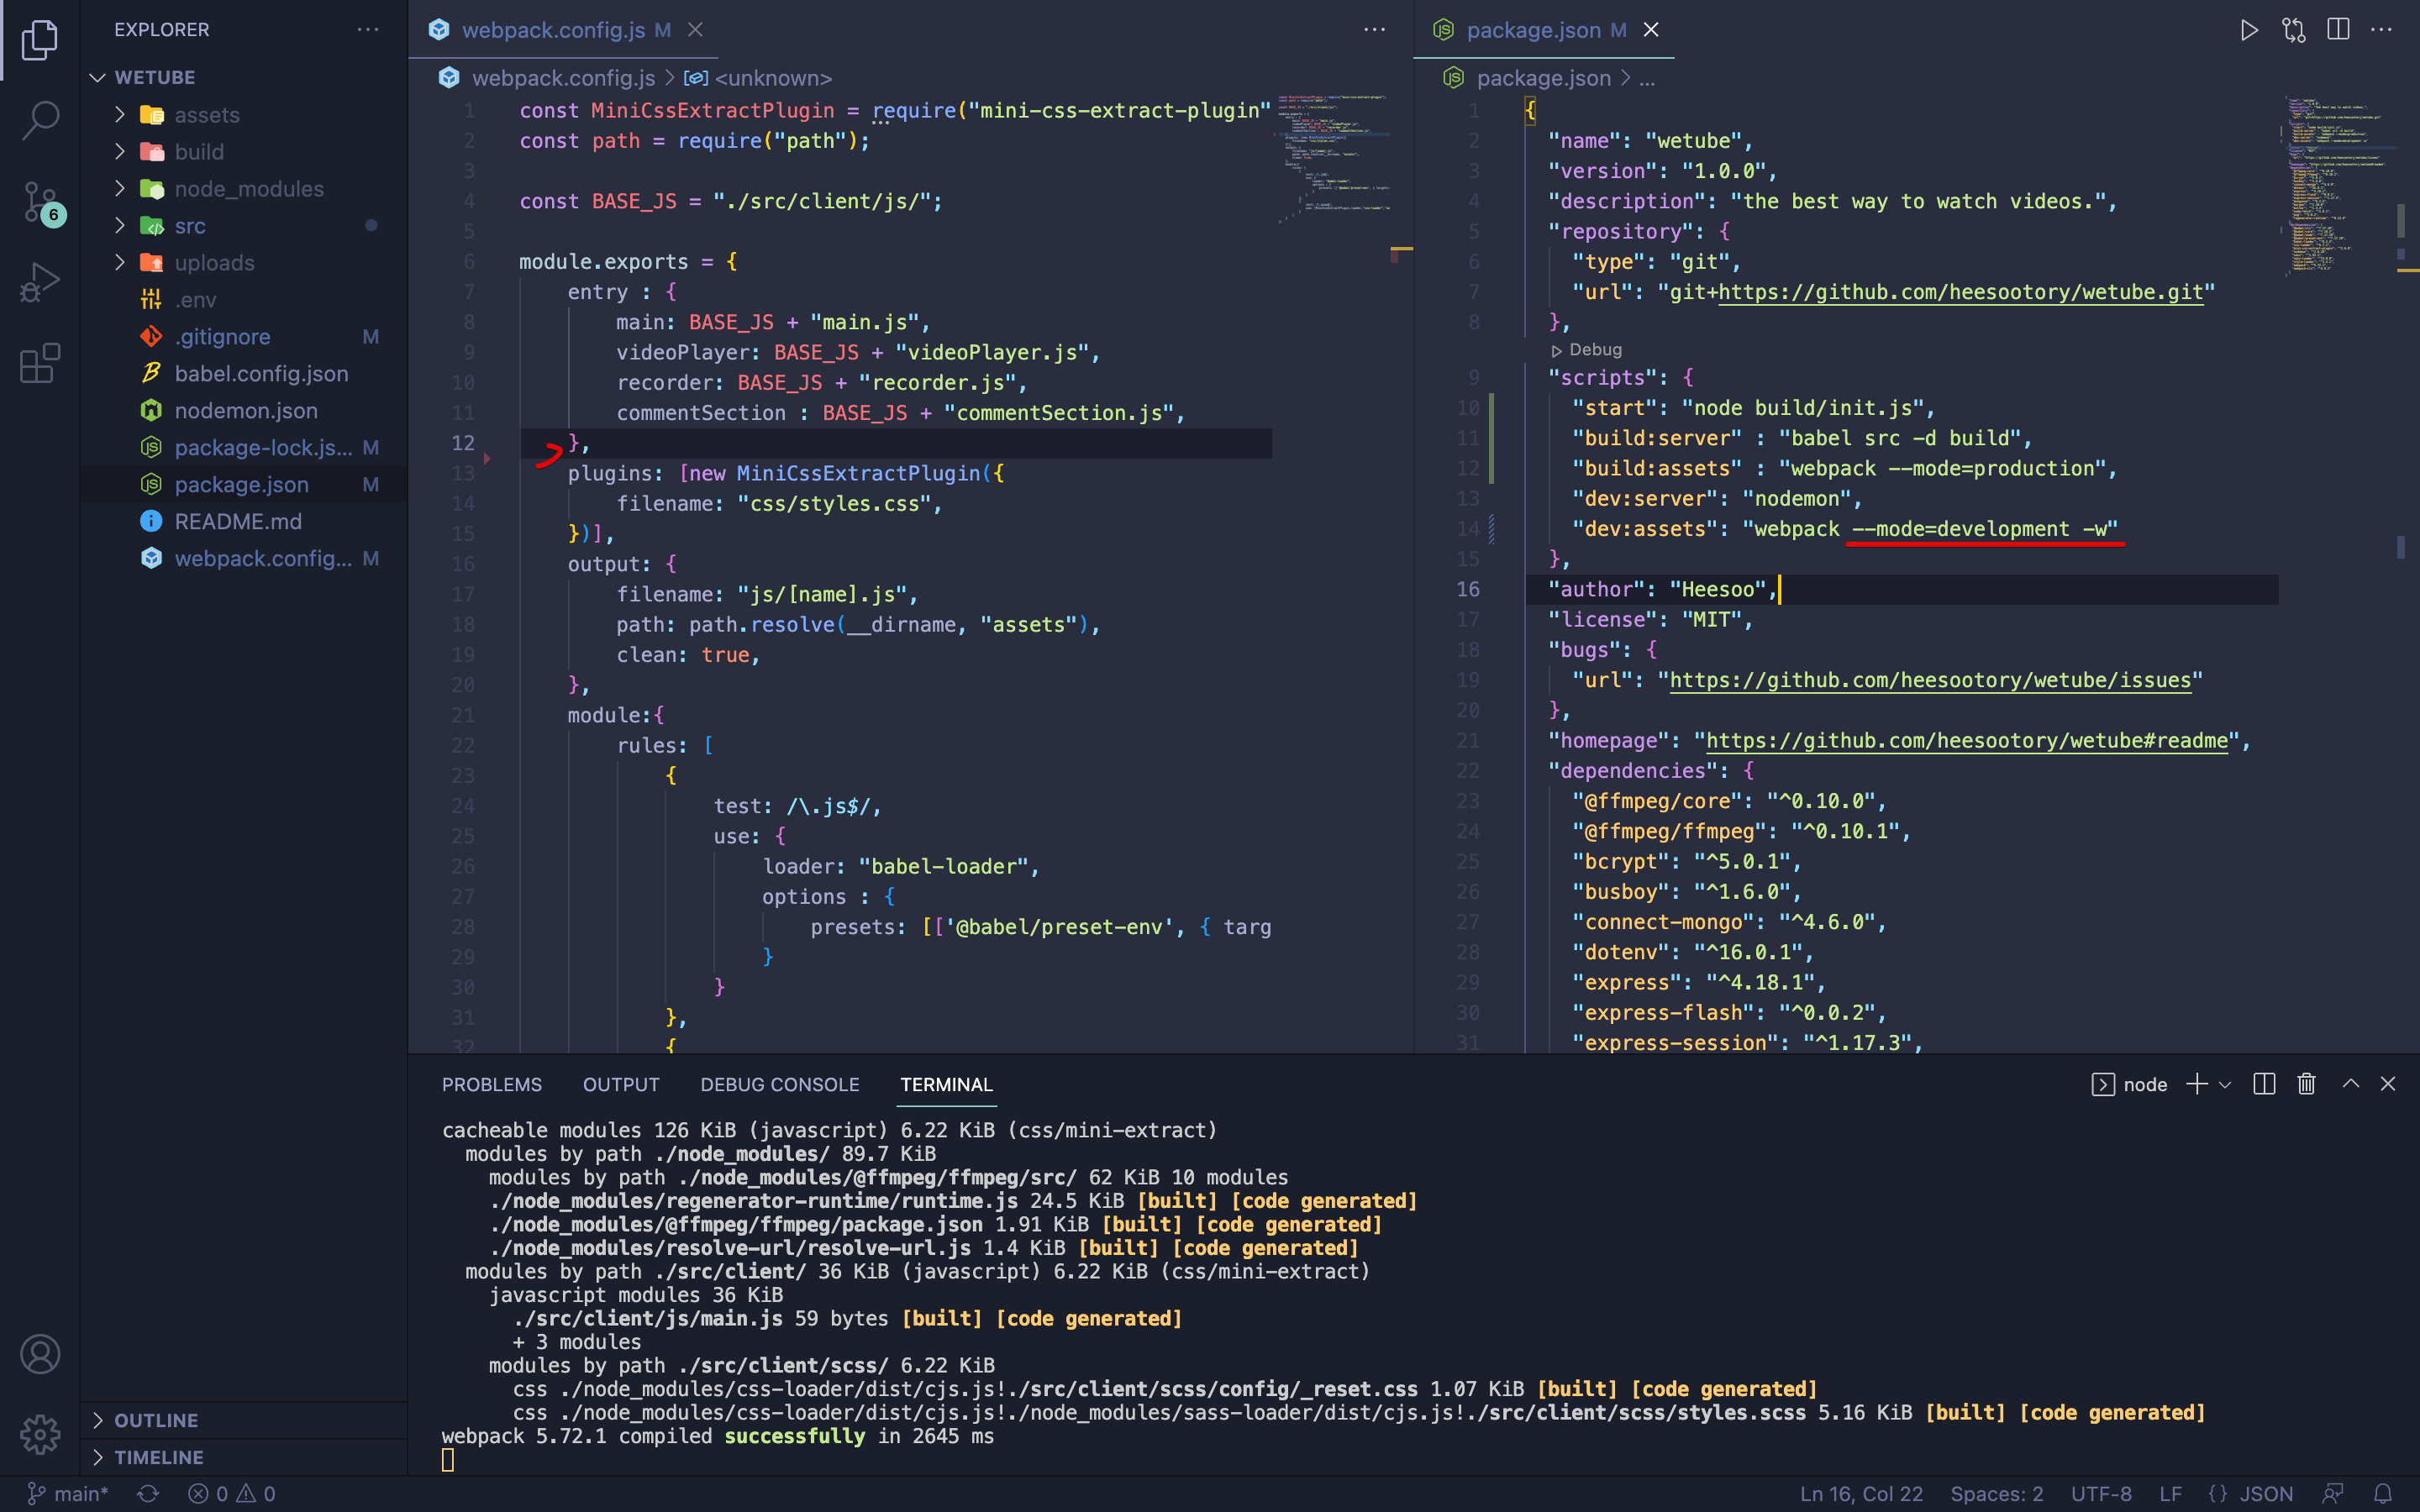 EXPLORER
WETUBE
assets
build
node_modules
src
uploads
.env
.gitignore M
babel.config.json
nodemon.json
package-lock.js... M
package.json M
README.md
webpack.config... M
OUTLINE
TIMELINE
6
webpack.config.js M
webpack.config.js > <unknown>
1 const MiniCssExtractPlugin = require("mini-css-extract-plugin"
2 const path = require("path");
3
4 const BASE_JS = "./src/client/js/";
5
6 module.exports = {
7 entry : {
8 main: BASE_JS + "main.js",
9 videoPlayer: BASE_JS + "videoPlayer.js",
10 recorder: BASE_JS + "recorder.js",
11 commentSection : BASE_JS + "commentSection.js",
12 },
13 plugins: [new MiniCssExtractPlugin({
14 filename: "css/styles.css",
15 })],
16 output: {
17 filename: "js/[name].js",
18 path: path.resolve(__dirname, "assets"),
19 clean: true,
20 },
21 module:{
22 rules: [
23 {
24 test: /\.js$/,
25 use: {
26 loader: "babel-loader",
27 options : {
28 presets: [['@babel/preset-env', { targ
29 }
30 }
31 },
32 {
package.json M
package.json > ...
1 {
2 "name": "wetube",
3 "version": "1.0.0",
4 "description": "the best way to watch videos.",
5 "repository": {
6 "type": "git",
7 "url": "git+https://github.com/heesootory/wetube.git"
8 },
Debug
9 "scripts": {
10 "start": "node build/init.js",
11 "build:server" : "babel src -d build",
12 "build:assets" : "webpack --mode=production",
13 "dev:server": "nodemon",
14 "dev:assets": "webpack --mode=development -w"
15 },
16 "author": "Heesoo",
17 "license": "MIT",
18 "bugs": {
19 "url": "https://github.com/heesootory/wetube/issues"
20 },
21 "homepage": "https://github.com/heesootory/wetube#readme",
22 "dependencies": {
23 "@ffmpeg/core": "^0.10.0",
24 "@ffmpeg/ffmpeg": "^0.10.1",
25 "bcrypt": "^5.0.1",
26 "busboy": "^1.6.0",
27 "connect-mongo": "^4.6.0",
28 "dotenv": "^16.0.1",
29 "express": "^4.18.1",
30 "express-flash": "^0.0.2",
31 "express-session": "^1.17.3",
PROBLEMS OUTPUT DEBUG CONSOLE TERMINAL
node
cacheable modules 126 KiB (javascript) 6.22 KiB (css/mini-extract)
modules by path ./node_modules/ 89.7 KiB
modules by path ./node_modules/@ffmpeg/ffmpeg/src/ 62 KiB 10 modules
./node_modules/regenerator-runtime/runtime.js 24.5 KiB [built] [code generated]
./node_modules/@ffmpeg/ffmpeg/package.json 1.91 KiB [built] [code generated]
./node_modules/resolve-url/resolve-url.js 1.4 KiB [built] [code generated]
modules by path ./src/client/ 36 KiB (javascript) 6.22 KiB (css/mini-extract)
javascript modules 36 KiB
./src/client/js/main.js 59 bytes [built] [code generated]
+ 3 modules
modules by path ./src/client/scss/ 6.22 KiB
css ./node_modules/css-loader/dist/cjs.js!./src/client/scss/config/_reset.css 1.07 KiB [built] [code generated]
css ./node_modules/css-loader/dist/cjs.js!./node_modules/sass-loader/dist/cjs.js!./src/client/scss/styles.scss 5.16 KiB [built] [code generated]
webpack 5.72.1 compiled successfully in 2645 ms
main* 0 0
Ln 16, Col 22 Spaces: 2 UTF-8 LF {} JSON